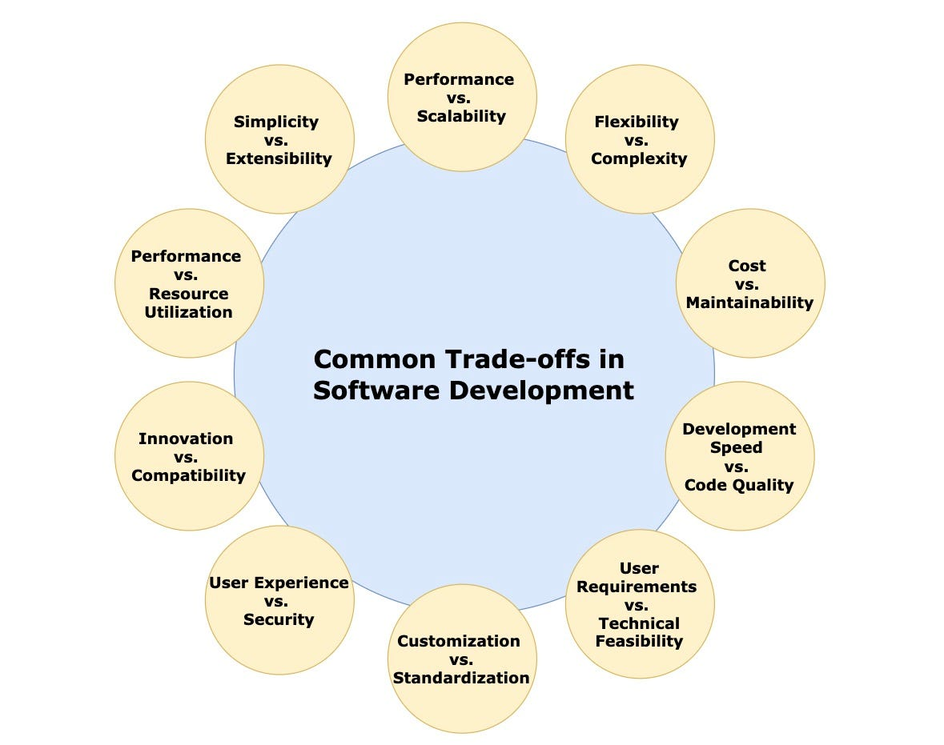 Performance
vs.
Scalability
Flexibility
vs.
Complexity
Cost
vs.
Maintainability
Development
Speed
vs.
Code Quality
User
Requirements
vs.
Technical
Feasibility
Customization
vs.
Standardization
User Experience
vs.
Security
Innovation
vs.
Compatibility
Performance
vs.
Resource
Utilization
Simplicity
vs.
Extensibility
Common Trade-offs in
Software Development